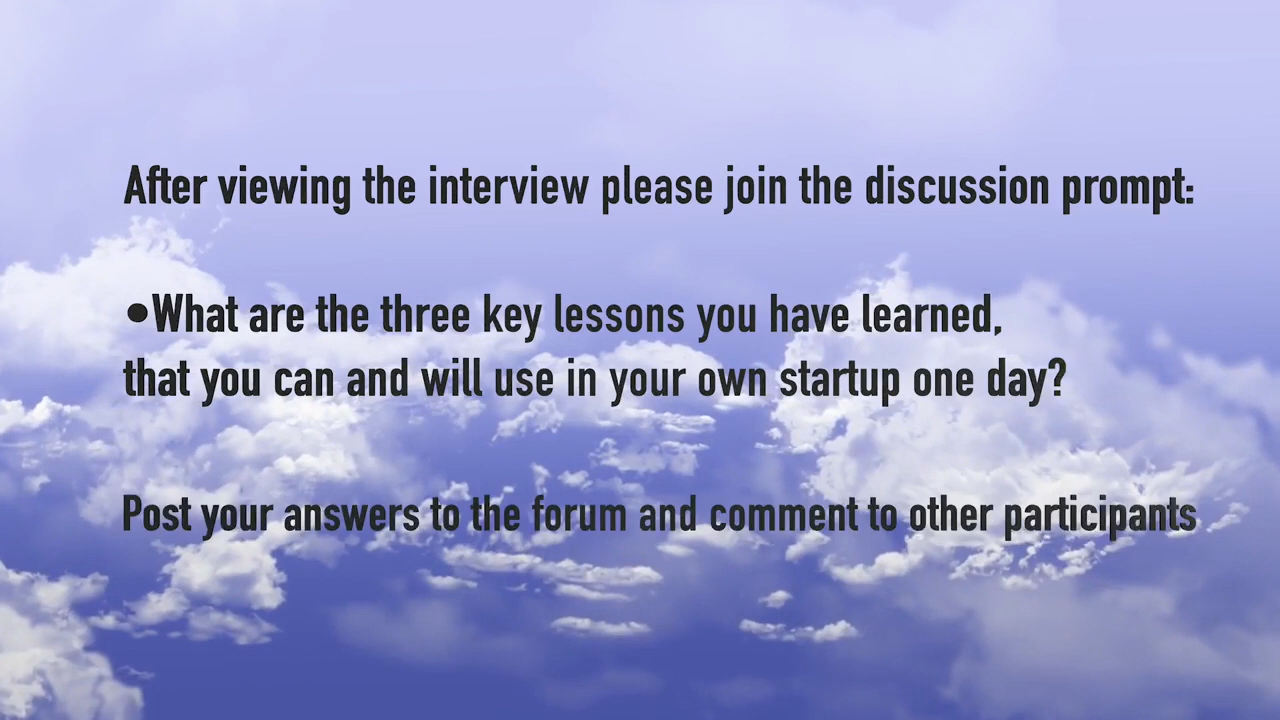 After viewing the interview please join the discussion prompt:
•What are the three key lessons you have learned,
that you can and will use in your own startup one day?
Post your answers to the forum and comment to other participants